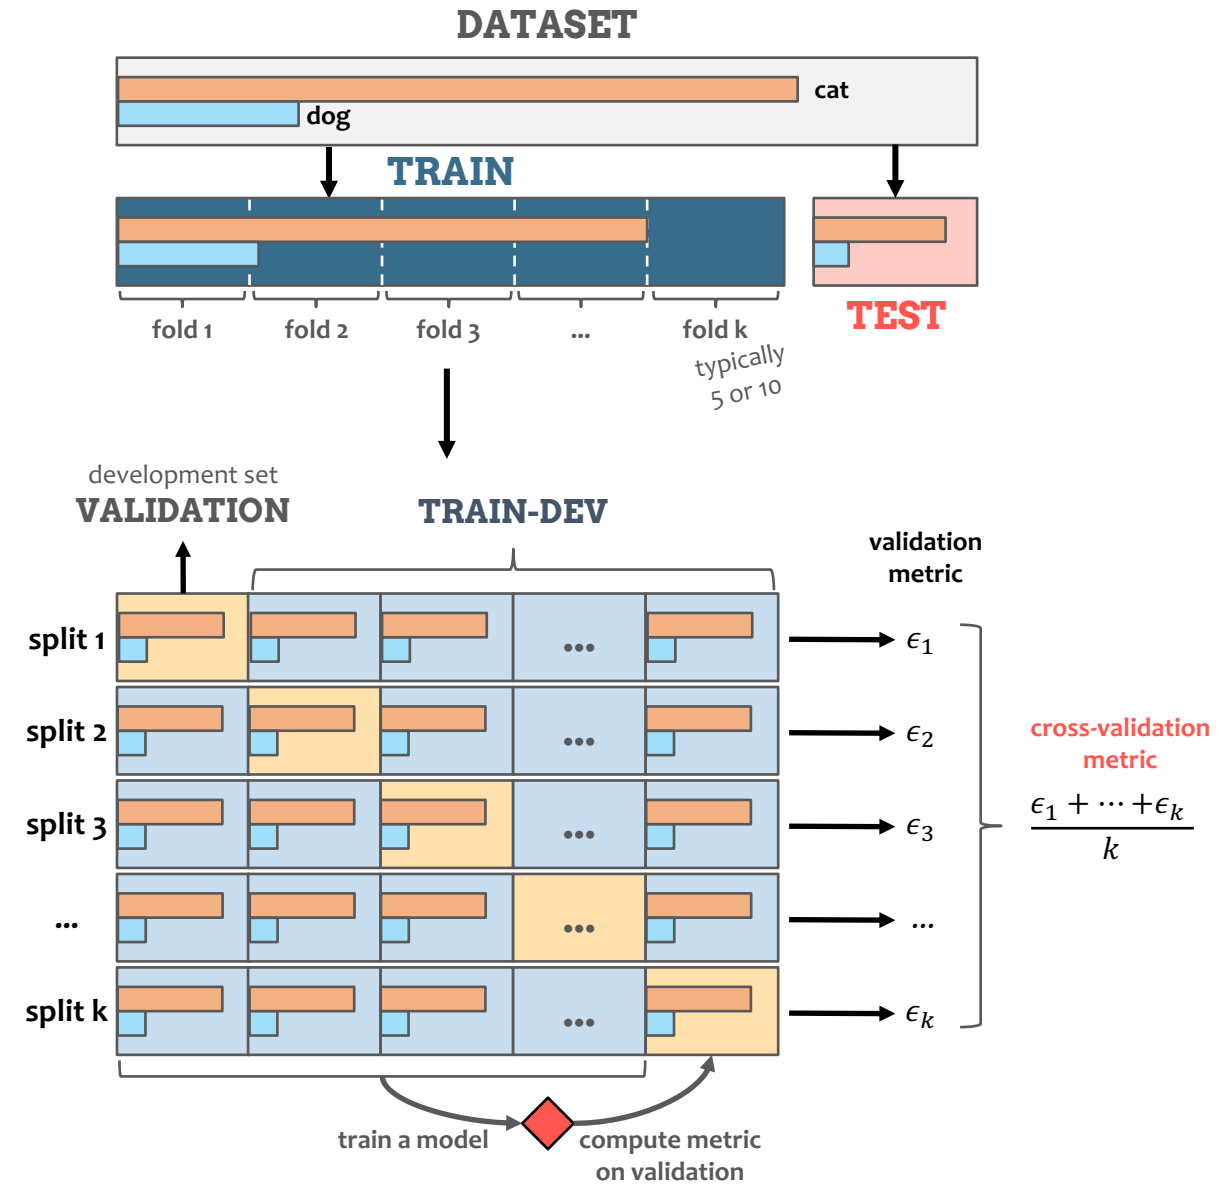 DATASET
cat
dog
TRAIN
fold 1
fold 2
fold 3
...
fold k
typically
5 or 10
TEST
development set
VALIDATION
TRAIN-DEV
validation
metric
split 1
...
ϵ₁
split 2
...
ϵ₂
split 3
...
ϵ₃
...
...
...
split k
...
ϵₖ
cross-validation
metric
ϵ₁ + ⋯ +ϵₖ
k
train a model
compute metric
on validation